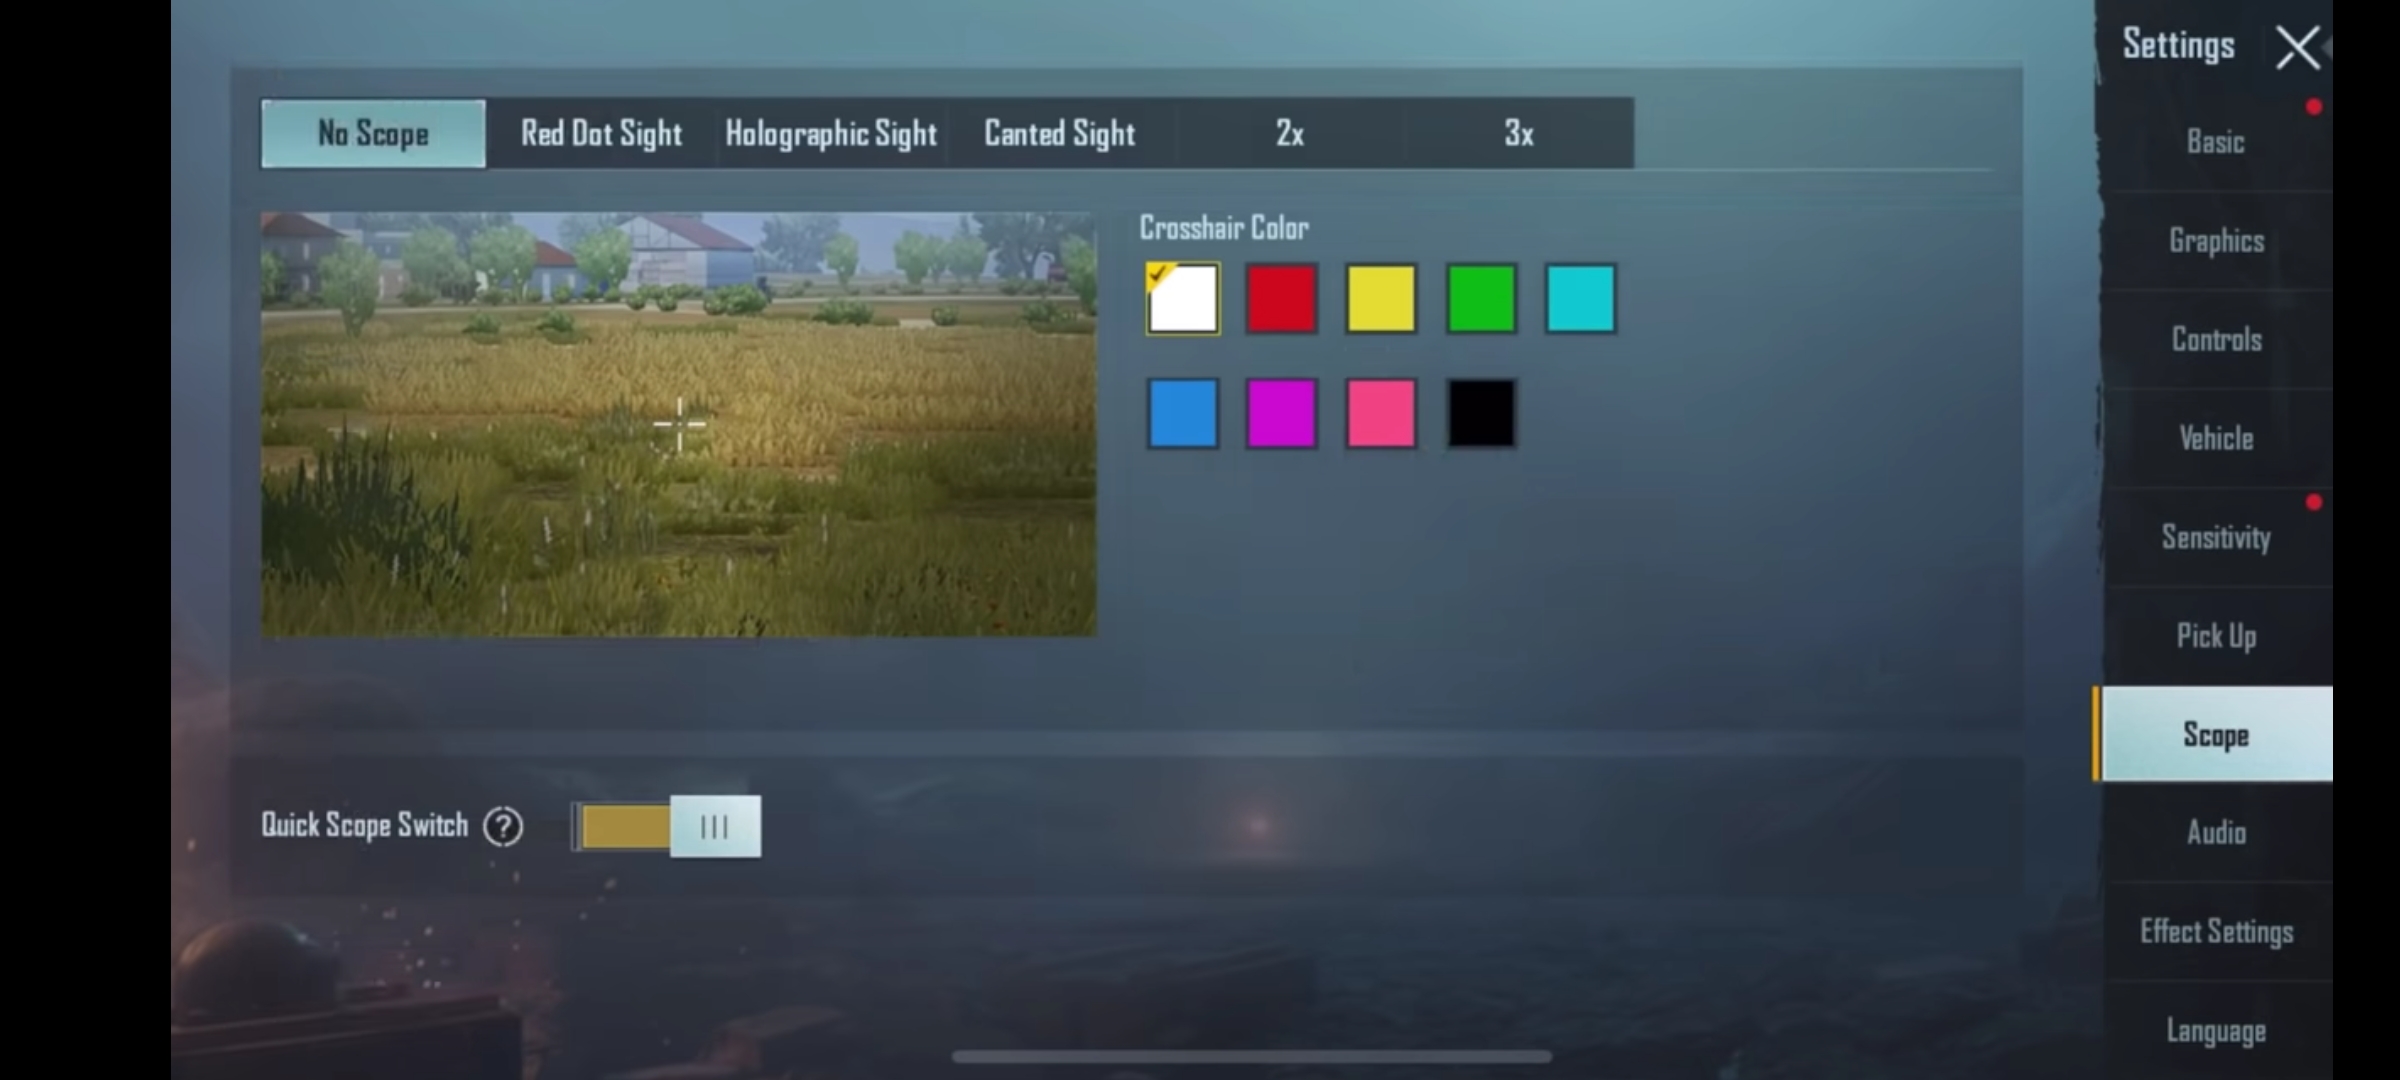 Settings
No Scope
Red Dot Sight
Holographic Sight
Canted Sight
2x
3x
Crosshair Color
Quick Scope Switch ?
Basic
Graphics
Controls
Vehicle
Sensitivity
Pick Up
Scope
Audio
Effect Settings
Language